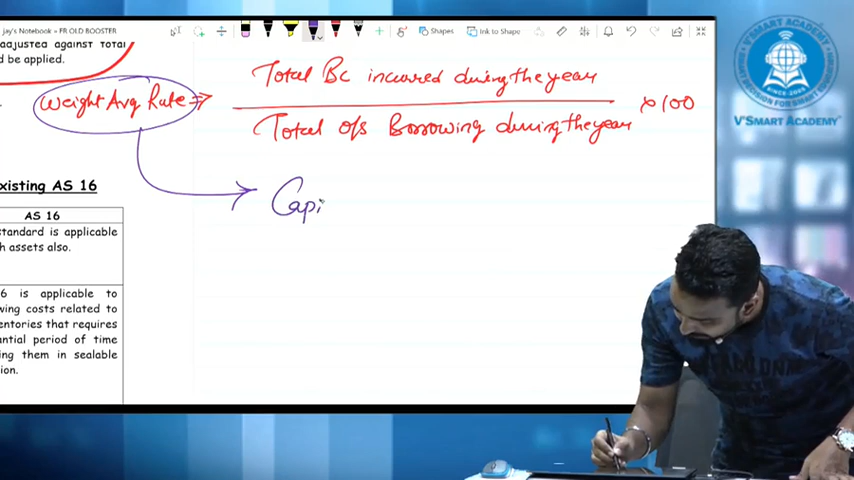 jay's Notebook » FR OLD BOOSTER
Shapes
Ink to Shape
adjusted against total
d be applied.
Weight Avg Rate ⇒
Total BC incurred during the year
Total o/s Borrowing during the year
x 100
Capi
xisting AS 16
AS 16
standard is applicable
h assets also.
6 is applicable to
wing costs related to
entories that requires
antial period of time
ing them in sealable
ion.
SINCE-2005
V'SMART ACADEMY